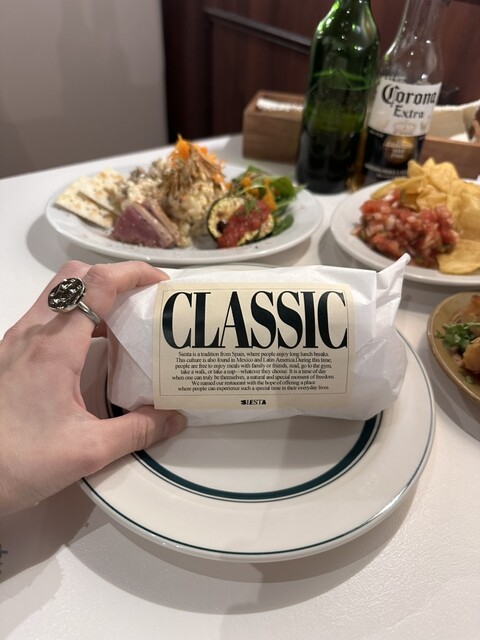 Corona
Extra
CLASSIC
Siesta is a tradition from Spain, where people enjoy long lunch breaks.
This culture is also found in Mexico and Latin America. During this time,
people are free to enjoy meals with family or friends, read, go to the gym,
take a walk, or take a nap—whatever they choose. It is a time of day
when one can truly be themselves, a natural and special moment of freedom.
We named our restaurant with the hope of offering a place
where people can experience such a special time in their everyday lives.
SIESTA